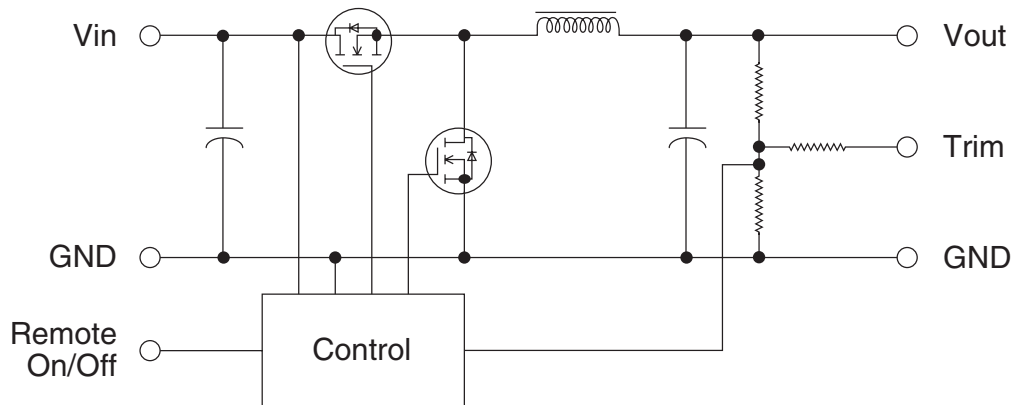 Vin
Vout
Trim
GND
GND
Remote
On/Off
Control